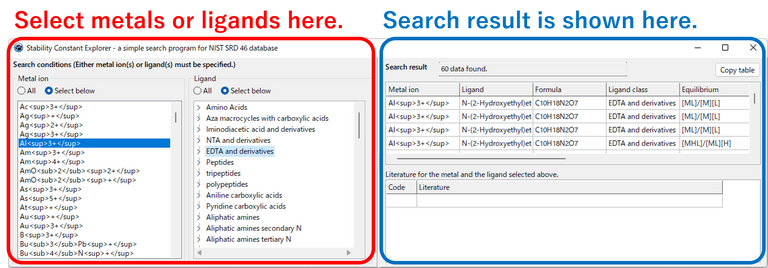 Select metals or ligands here.
Search result is shown here.
Stability Constant Explorer - a simple search program for NIST SRD 46 database
Search conditions (Either metal ion(s) or ligand(s) must be specified.)
Metal ion
All Select below
Ac<sup>3+</sup>
Ag<sup>+</sup>
Ag<sup>2+</sup>
Ag<sup>3+</sup>
Al<sup>3+</sup>
Am<sup>3+</sup>
Am<sup>4+</sup>
AmO<sub>2</sub><sup>2+</sup>
AmO<sub>2</sub><sup>+</sup>
As<sup>3+</sup>
As<sup>5+</sup>
At<sup>+</sup>
Au<sup>+</sup>
Au<sup>3+</sup>
B<sup>3+</sup>
Bu<sub>3</sub>Pb<sup>+</sup>
Bu<sub>4</sub>N<sup>+</sup>
Ligand
All Select below
Amino Acids
Aza macrocycles with carboxylic acids
Iminodiacetic acid and derivatives
NTA and derivatives
EDTA and derivatives
Peptides
tripeptides
polypeptides
Aniline carboxylic acids
Pyridine carboxylic acids
Aliphatic amines
Aliphatic amines secondary N
Aliphatic amines tertiary N
Search result 60 data found.
Copy table
Metal ion Ligand Formula Ligand class Equilibrium
Al<sup>3+</sup> N-(2-Hydroxyethyl)et C10H18N2O7 EDTA and derivatives [ML]/[M][L]
Al<sup>3+</sup> N-(2-Hydroxyethyl)et C10H18N2O7 EDTA and derivatives [ML]/[M][L]
Al<sup>3+</sup> N-(2-Hydroxyethyl)et C10H18N2O7 EDTA and derivatives [ML]/[M][L]
Al<sup>3+</sup> N-(2-Hydroxyethyl)et C10H18N2O7 EDTA and derivatives [MHL]/[ML][H]
Literature for the metal and the ligand selected above.
Code Literature